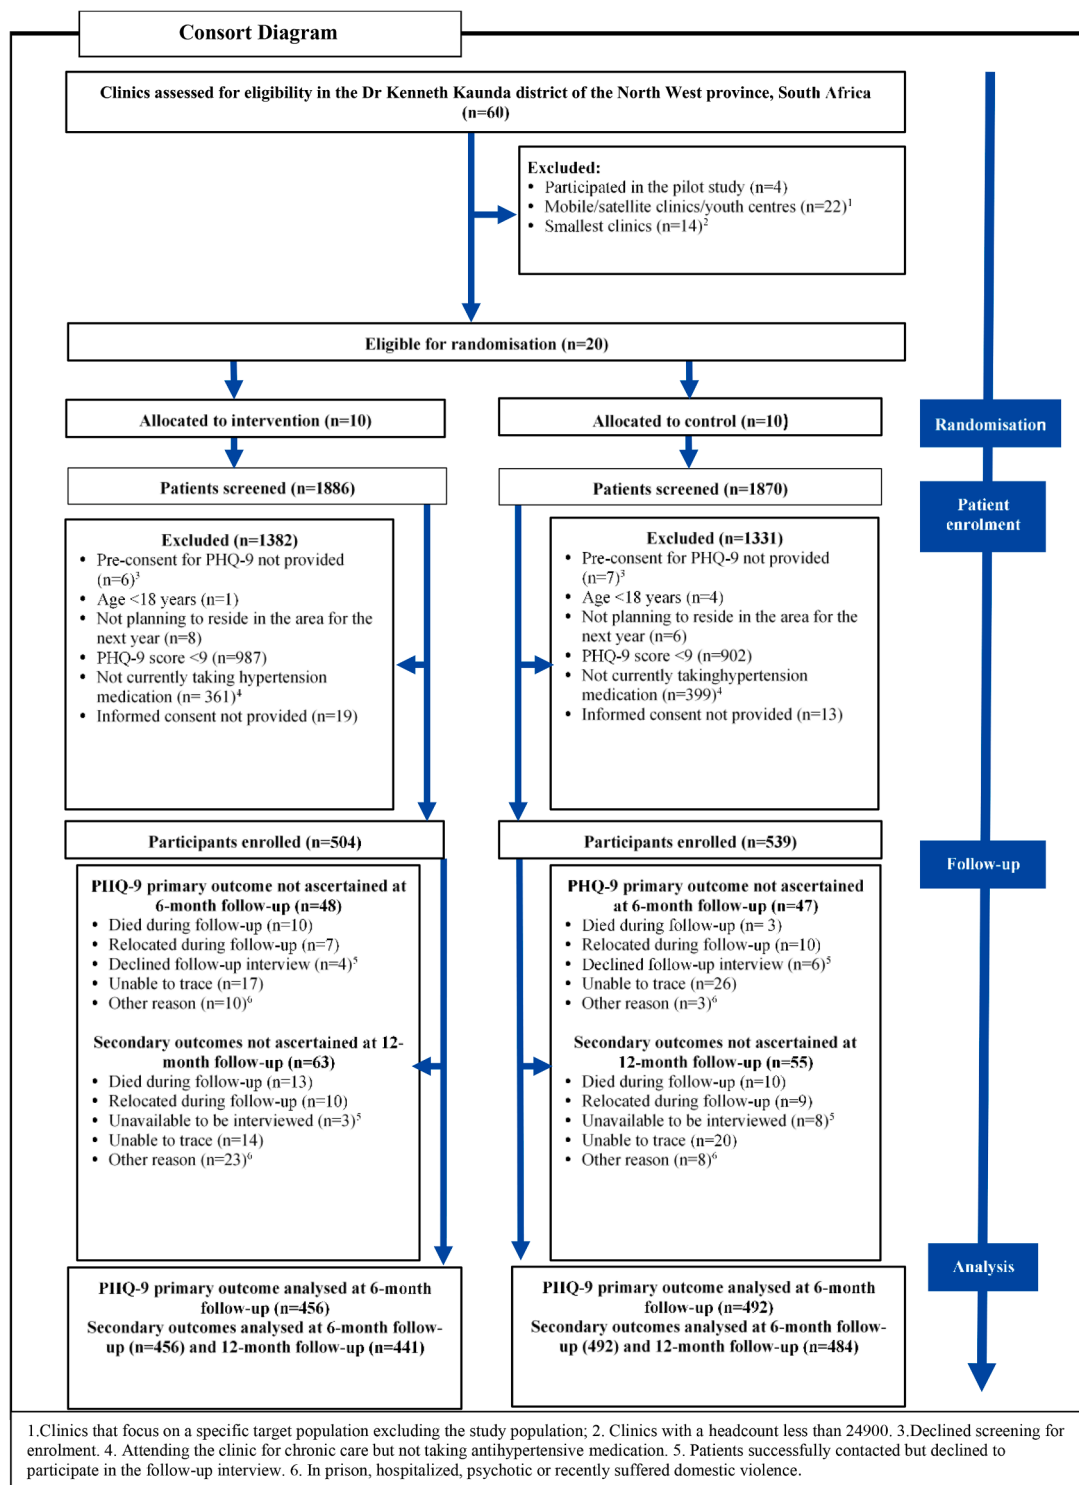 Consort Diagram
Clinics assessed for eligibility in the Dr Kenneth Kaunda district of the North West province, South Africa
(n=60)
Excluded:
• Participated in the pilot study (n=4)
• Mobile/satellite clinics/youth centres (n=22)1
• Smallest clinics (n=14)2
Eligible for randomisation (n=20)
Allocated to intervention (n=10)
Allocated to control (n=10)
Randomisation
Patients screened (n=1886)
Patients screened (n=1870)
Patient
enrolment
Excluded (n=1382)
• Pre-consent for PHQ-9 not provided
(n=6)3
• Age <18 years (n=1)
• Not planning to reside in the area for the
next year (n=8)
• PHQ-9 score <9 (n=987)
• Not currently taking hypertension
medication (n= 361)4
• Informed consent not provided (n=19)
Excluded (n=1331)
• Pre-consent for PHQ-9 not provided
(n=7)3
• Age <18 years (n=4)
• Not planning to reside in the area for the
next year (n=6)
• PHQ-9 score <9 (n=902)
• Not currently takinghypertension
medication (n=399)4
• Informed consent not provided (n=13)
Participants enrolled (n=504)
Participants enrolled (n=539)
Follow-up
PHQ-9 primary outcome not ascertained at
6-month follow-up (n=48)
• Died during follow-up (n=10)
• Relocated during follow-up (n=7)
• Declined follow-up interview (n=4)5
• Unable to trace (n=17)
• Other reason (n=10)6
Secondary outcomes not ascertained at 12-
month follow-up (n=63)
• Died during follow-up (n=13)
• Relocated during follow-up (n=10)
• Unavailable to be interviewed (n=3)5
• Unable to trace (n=14)
• Other reason (n=23)6
PHQ-9 primary outcome not ascertained
at 6-month follow-up (n=47)
• Died during follow-up (n= 3)
• Relocated during follow-up (n=10)
• Declined follow-up interview (n=6)5
• Unable to trace (n=26)
• Other reason (n=3)6
Secondary outcomes not ascertained at
12-month follow-up (n=55)
• Died during follow-up (n=10)
• Relocated during follow-up (n=9)
• Unavailable to be interviewed (n=8)5
• Unable to trace (n=20)
• Other reason (n=8)6
Analysis
PHQ-9 primary outcome analysed at 6-month
follow-up (n=456)
Secondary outcomes analysed at 6-month follow-
up (n=456) and 12-month follow-up (n=441)
PHQ-9 primary outcome analysed at 6-month
follow-up (n=492)
Secondary outcomes analysed at 6-month follow-
up (492) and 12-month follow-up (n=484)
1.Clinics that focus on a specific target population excluding the study population; 2. Clinics with a headcount less than 24900. 3.Declined screening for
enrolment. 4. Attending the clinic for chronic care but not taking antihypertensive medication. 5. Patients successfully contacted but declined to
participate in the follow-up interview. 6. In prison, hospitalized, psychotic or recently suffered domestic violence.